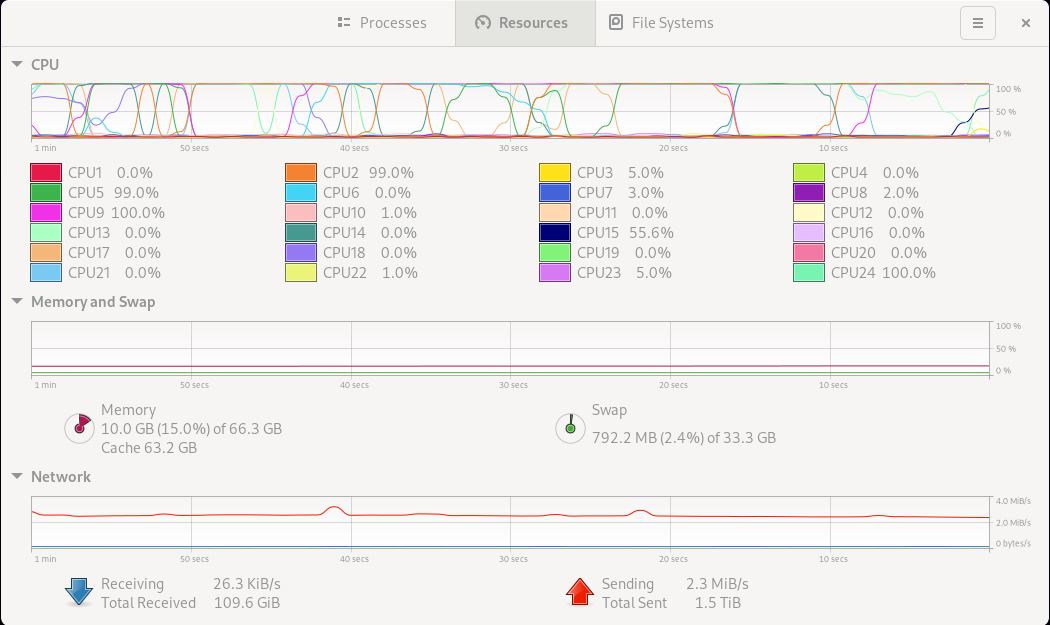 Processes Resources File Systems
CPU
100 %
50 %
0 %
1 min 50 secs 40 secs 30 secs 20 secs 10 secs
CPU1 0.0% CPU2 99.0% CPU3 5.0% CPU4 0.0%
CPU5 99.0% CPU6 0.0% CPU7 3.0% CPU8 2.0%
CPU9 100.0% CPU10 1.0% CPU11 0.0% CPU12 0.0%
CPU13 0.0% CPU14 0.0% CPU15 55.6% CPU16 0.0%
CPU17 0.0% CPU18 0.0% CPU19 0.0% CPU20 0.0%
CPU21 0.0% CPU22 1.0% CPU23 5.0% CPU24 100.0%
Memory and Swap
100 %
50 %
0 %
1 min 50 secs 40 secs 30 secs 20 secs 10 secs
Memory
10.0 GB (15.0%) of 66.3 GB
Cache 63.2 GB
Swap
792.2 MB (2.4%) of 33.3 GB
Network
4.0 MiB/s
2.0 MiB/s
0 bytes/s
1 min 50 secs 40 secs 30 secs 20 secs 10 secs
Receiving 26.3 KiB/s
Total Received 109.6 GiB
Sending 2.3 MiB/s
Total Sent 1.5 TiB